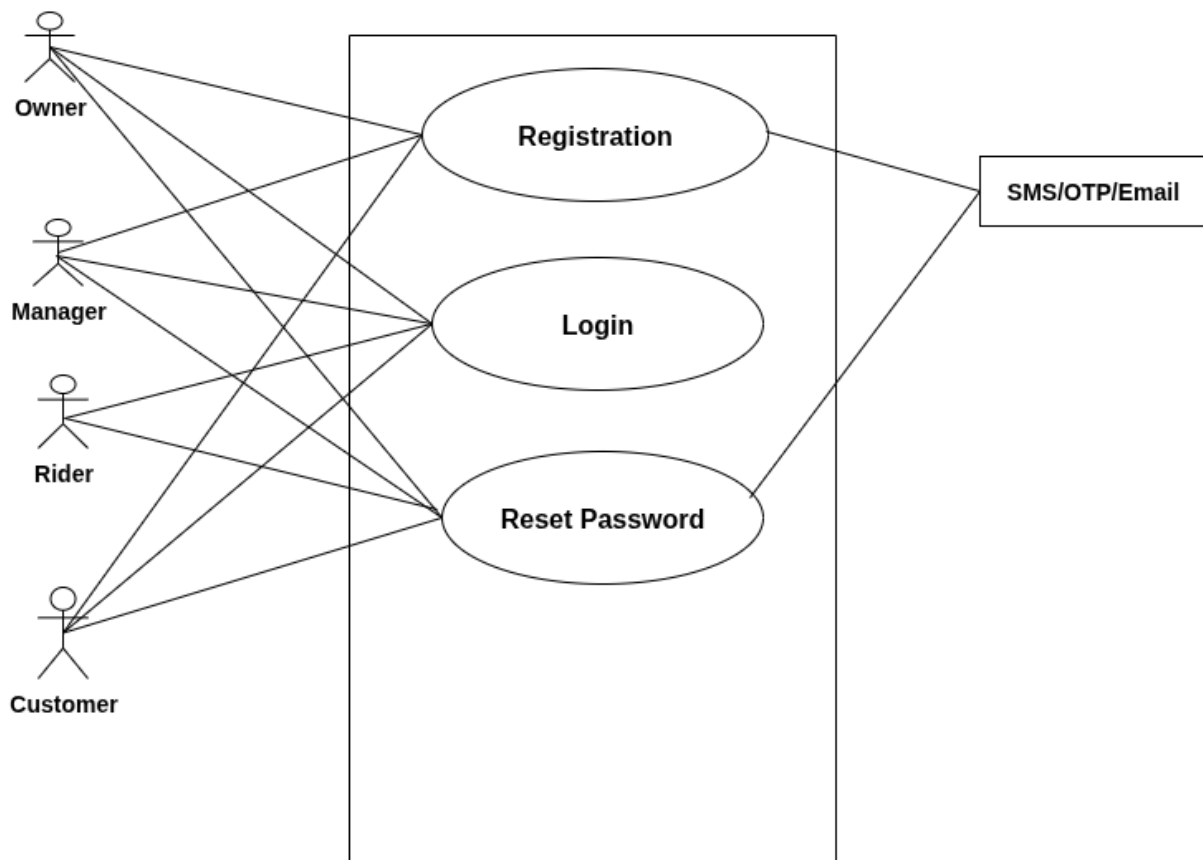 Owner
Registration
SMS/OTP/Email
Manager
Login
Rider
Reset Password
Customer